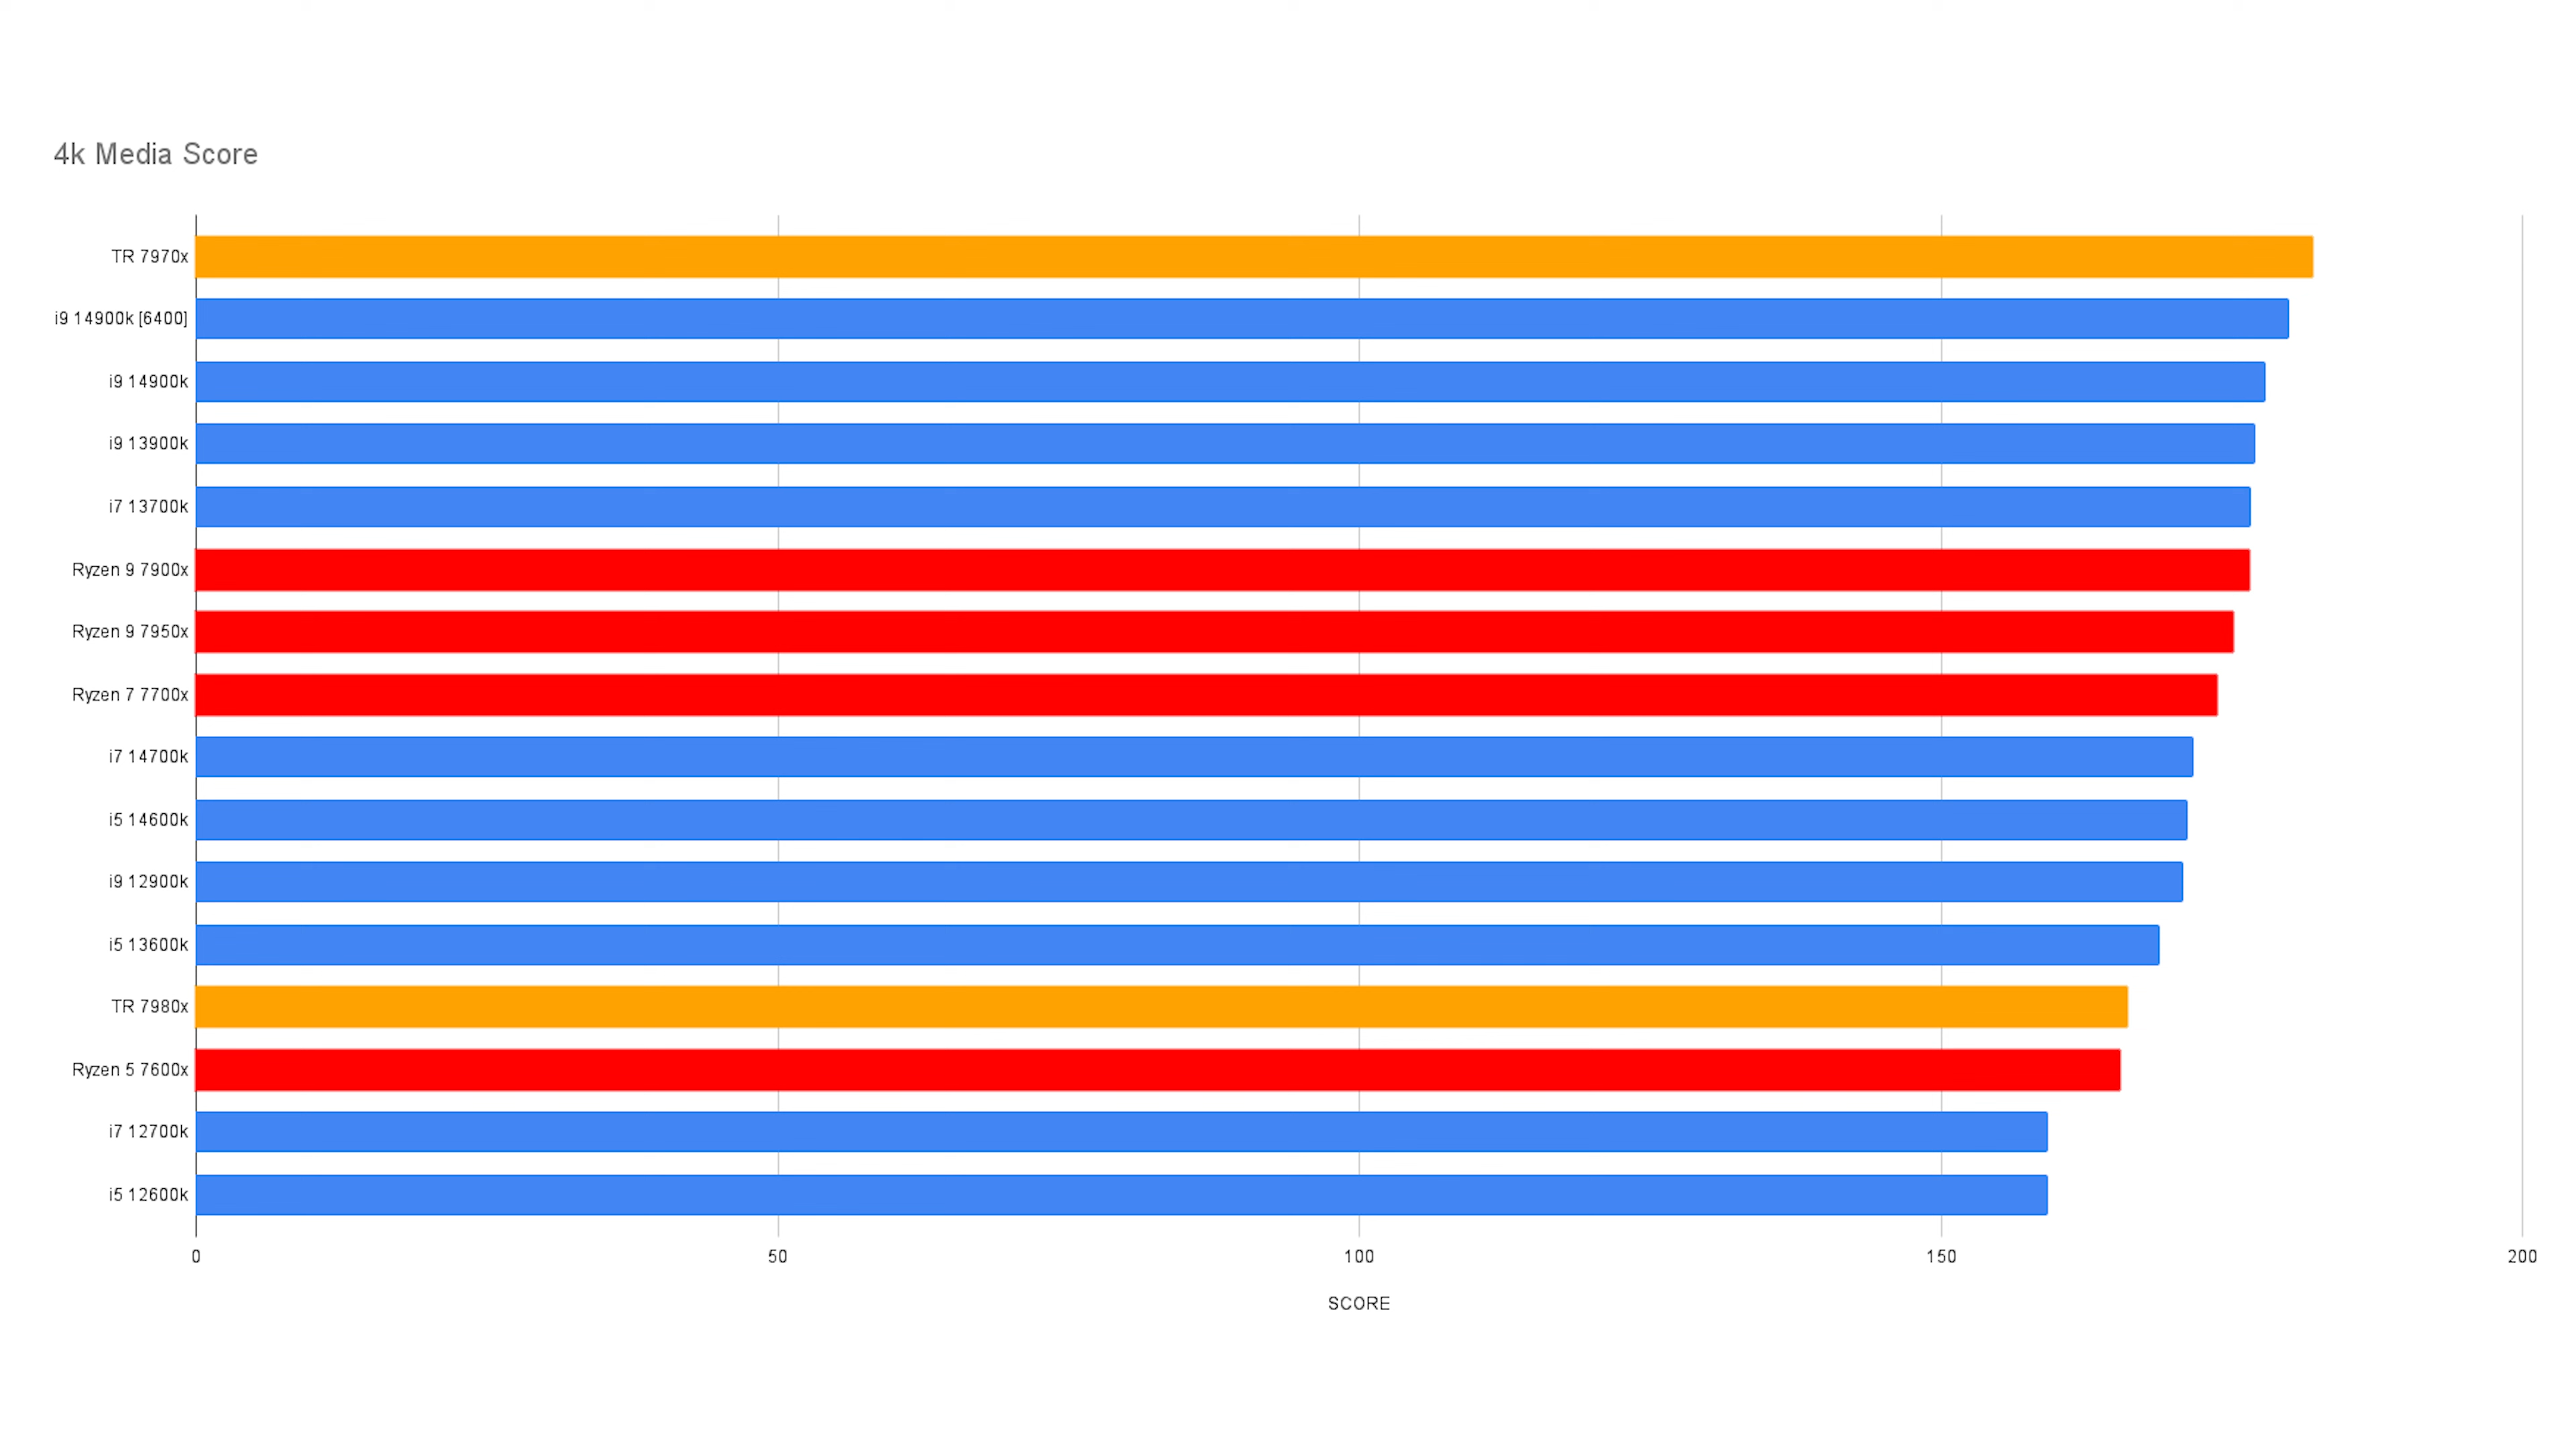 4k Media Score
TR 7970x
i9 14900k [6400]
i9 14900k
i9 13900k
i7 13700k
Ryzen 9 7900x
Ryzen 9 7950x
Ryzen 7 7700x
i7 14700k
i5 14600k
i9 12900k
i5 13600k
TR 7980x
Ryzen 5 7600x
i7 12700k
i5 12600k
0 50 100 150 200
SCORE